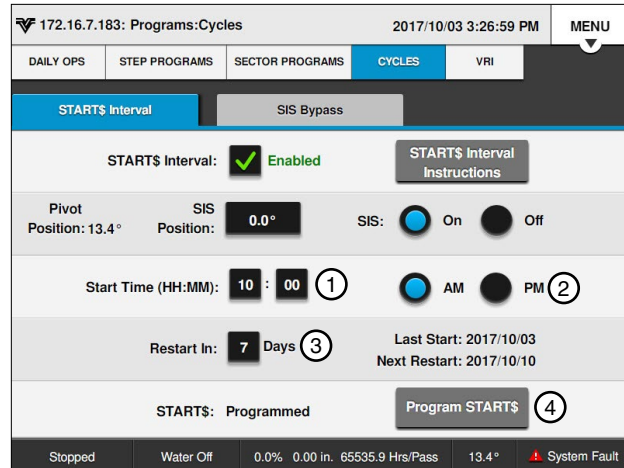 172.16.7.183: Programs:Cycles 2017/10/03 3:26:59 PM MENU
DAILY OPS STEP PROGRAMS SECTOR PROGRAMS CYCLES VRI
START$ Interval SIS Bypass
START$ Interval: Enabled START$ Interval
Instructions
Pivot
Position: 13.4° SIS
Position: 0.0° SIS: On Off
Start Time (HH:MM): 10 : 00 1 AM PM 2
Restart In: 7 Days 3 Last Start: 2017/10/03
Next Restart: 2017/10/10
START$: Programmed Program START$ 4
Stopped Water Off 0.0% 0.00 in. 65535.9 Hrs/Pass 13.4° System Fault